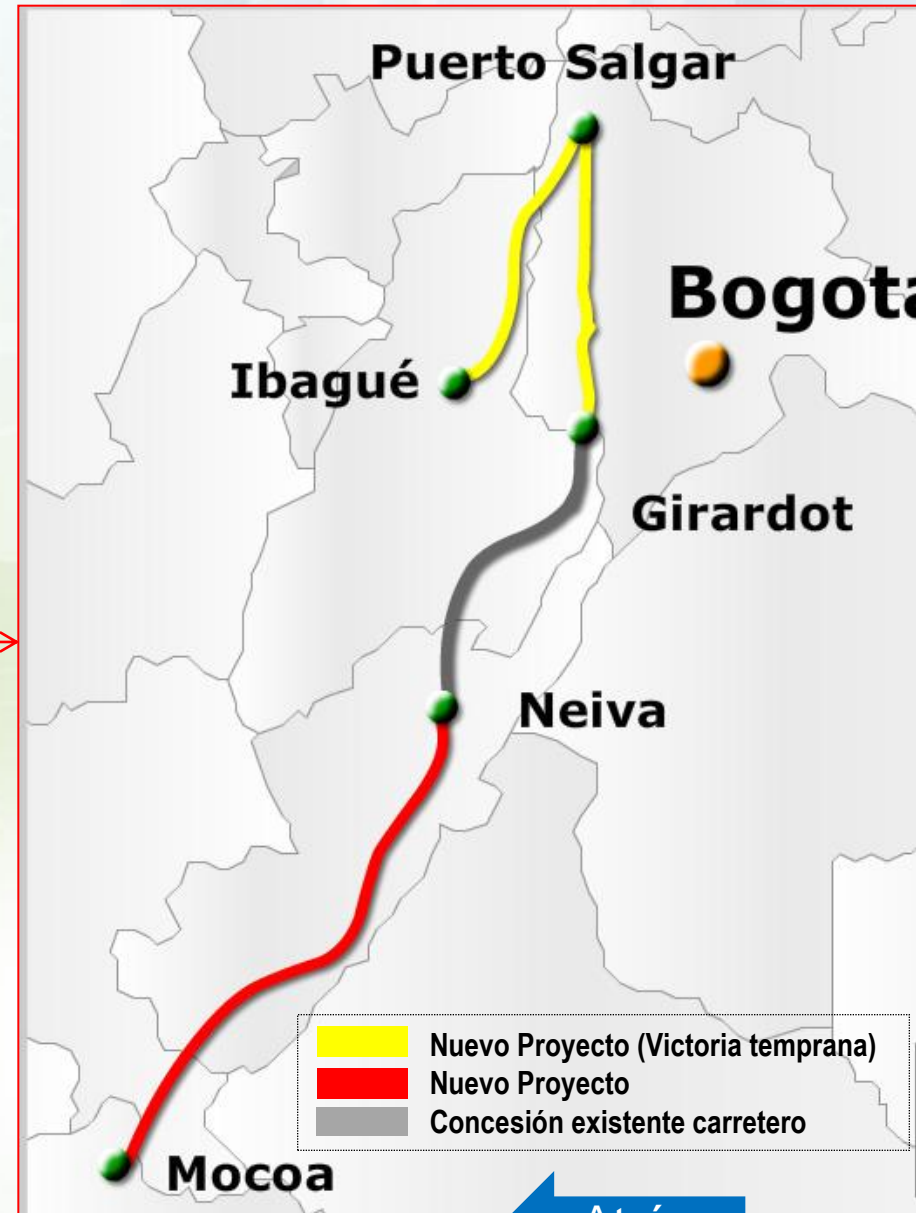 Puerto Salgar
Bogota
Ibagué
Girardot
Neiva
Nuevo Proyecto (Victoria temprana)
Nuevo Proyecto
Concesión existente carretero
Mocoa